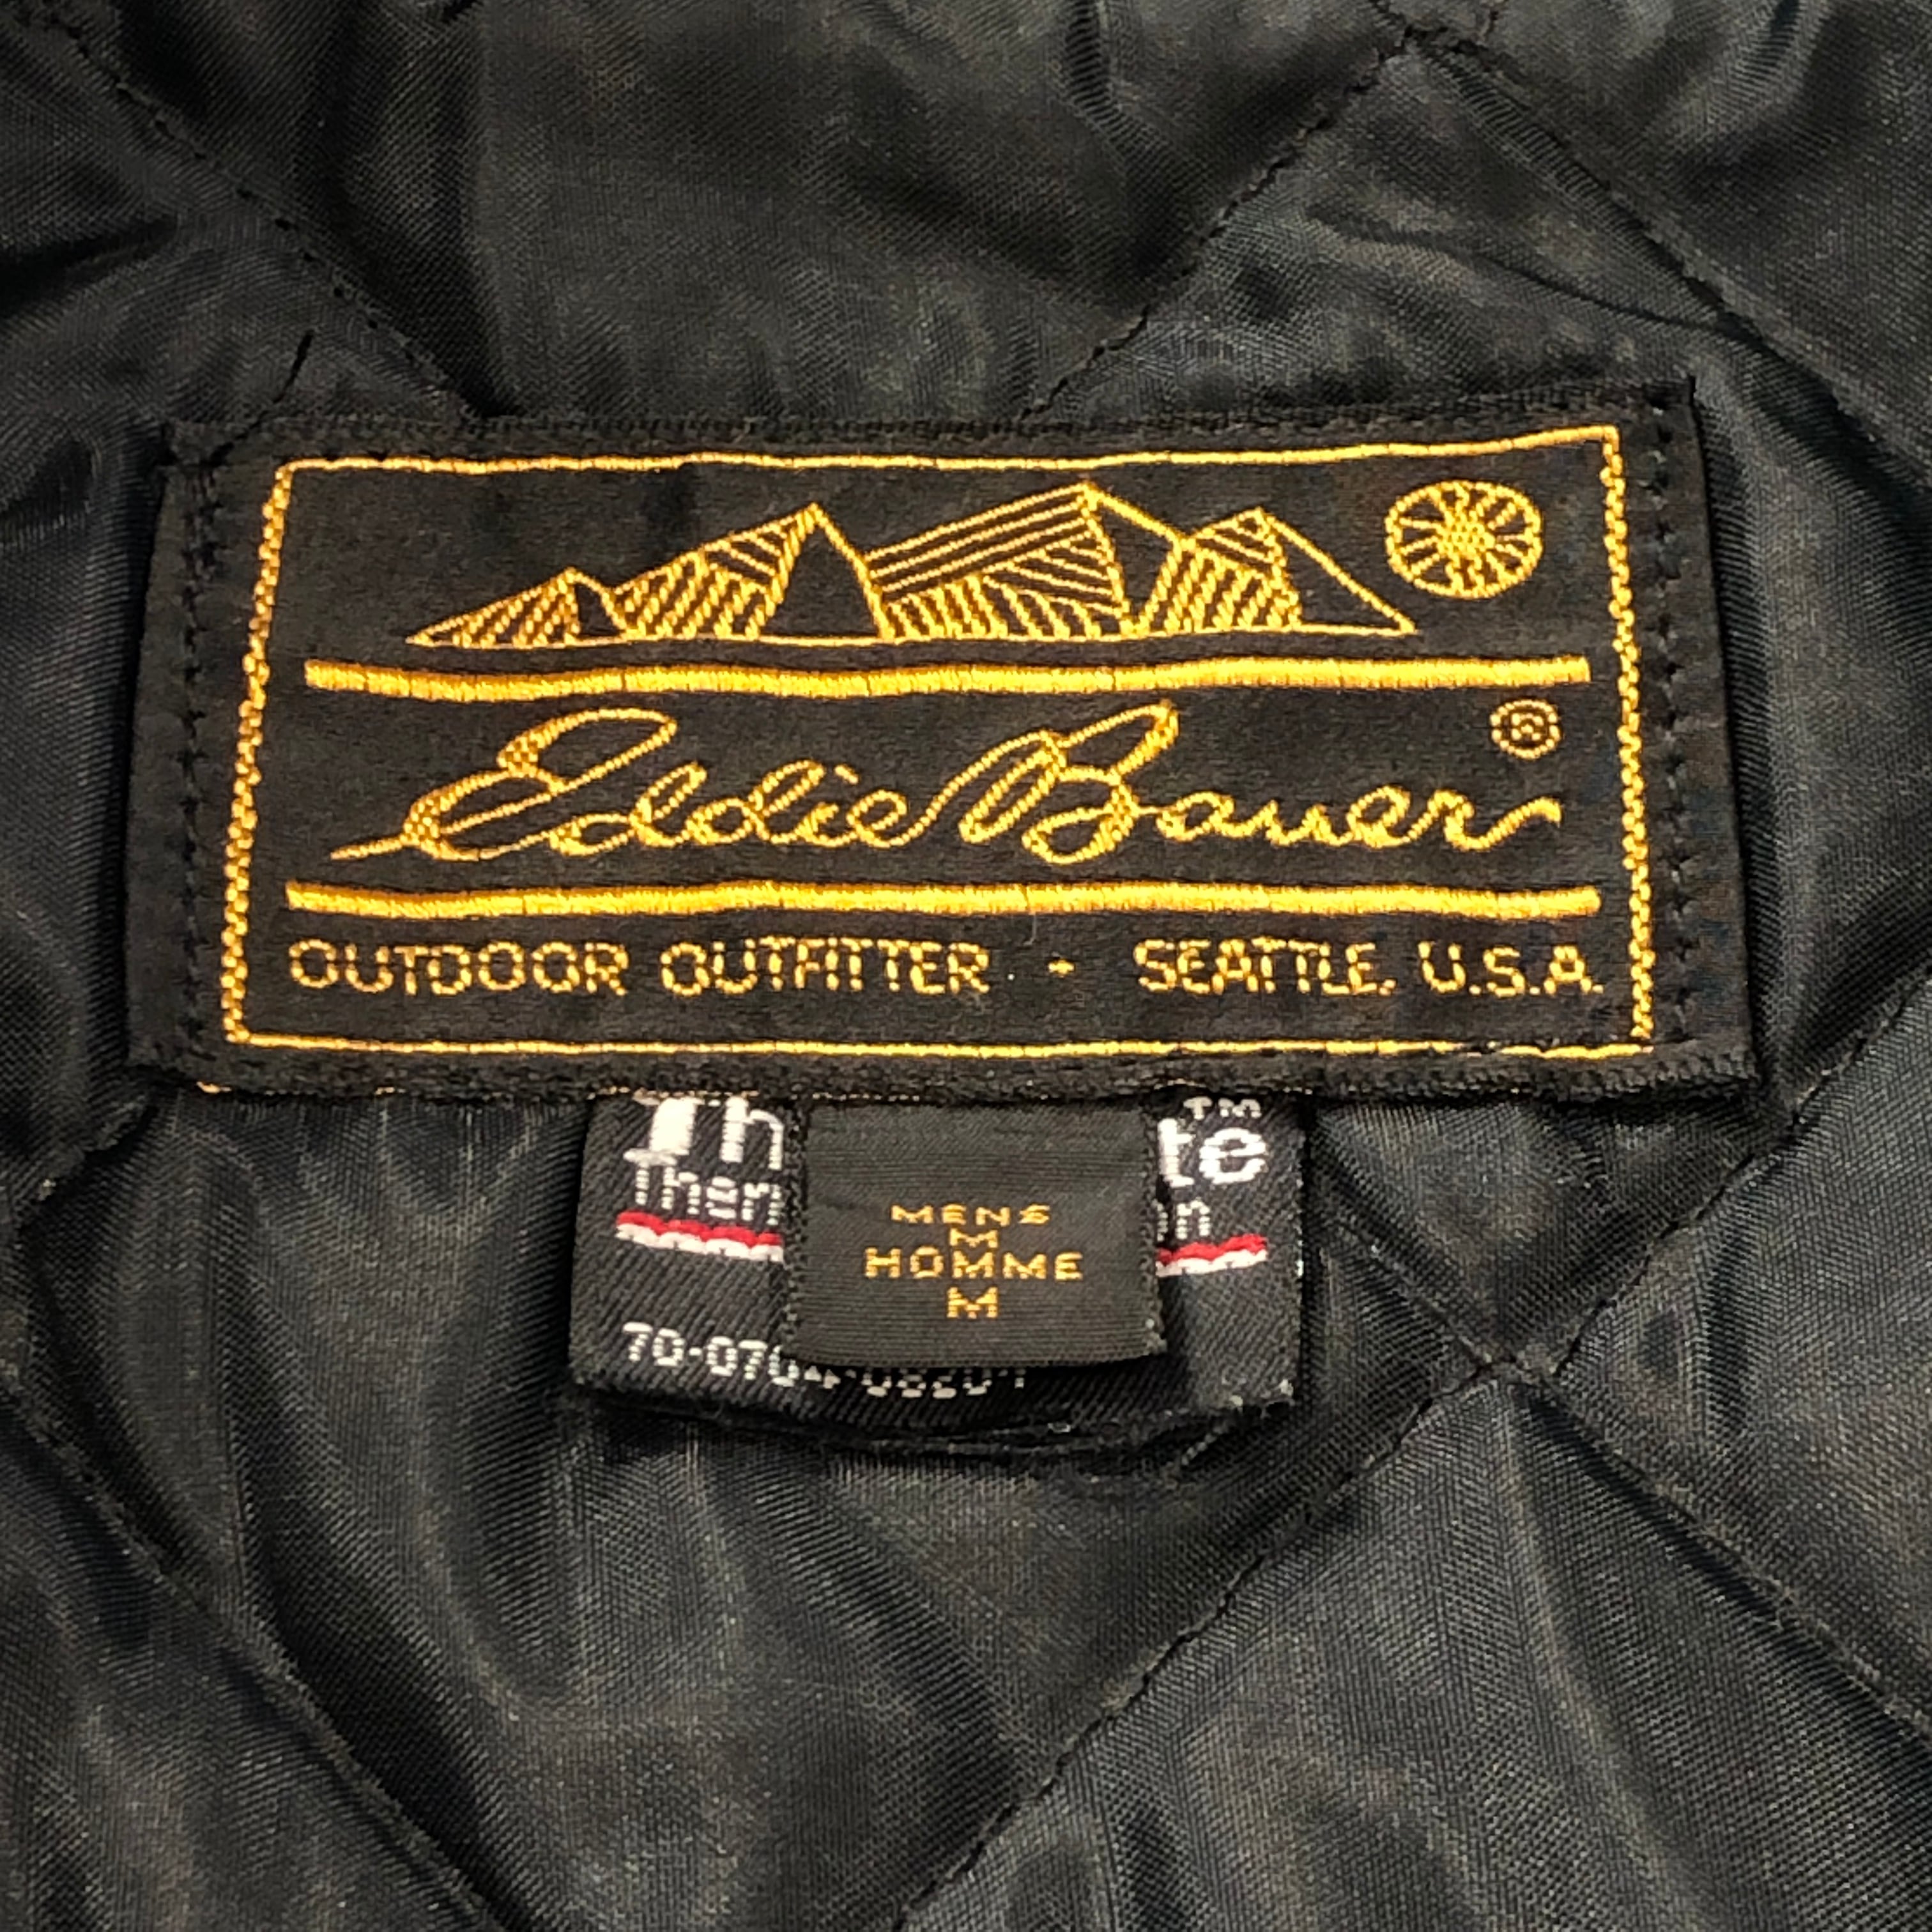 Eddie Bauer ®
OUTDOOR OUTFITTER · SEATTLE, U.S.A.
MENS
M
HOMME
M